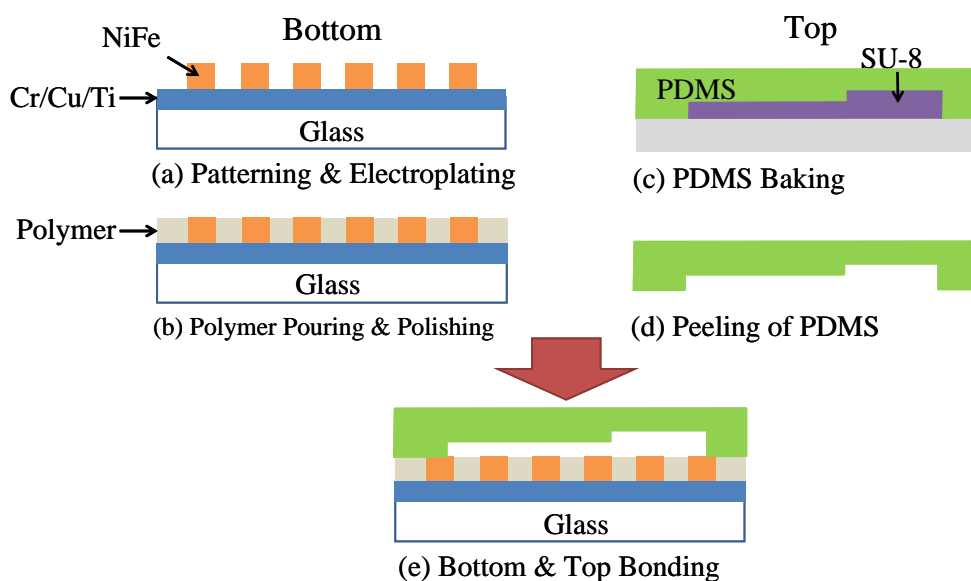 Bottom
NiFe
Cr/Cu/Ti
Glass
(a) Patterning & Electroplating
Polymer
Glass
(b) Polymer Pouring & Polishing
Top
SU-8
PDMS
(c) PDMS Baking
(d) Peeling of PDMS
Glass
(e) Bottom & Top Bonding